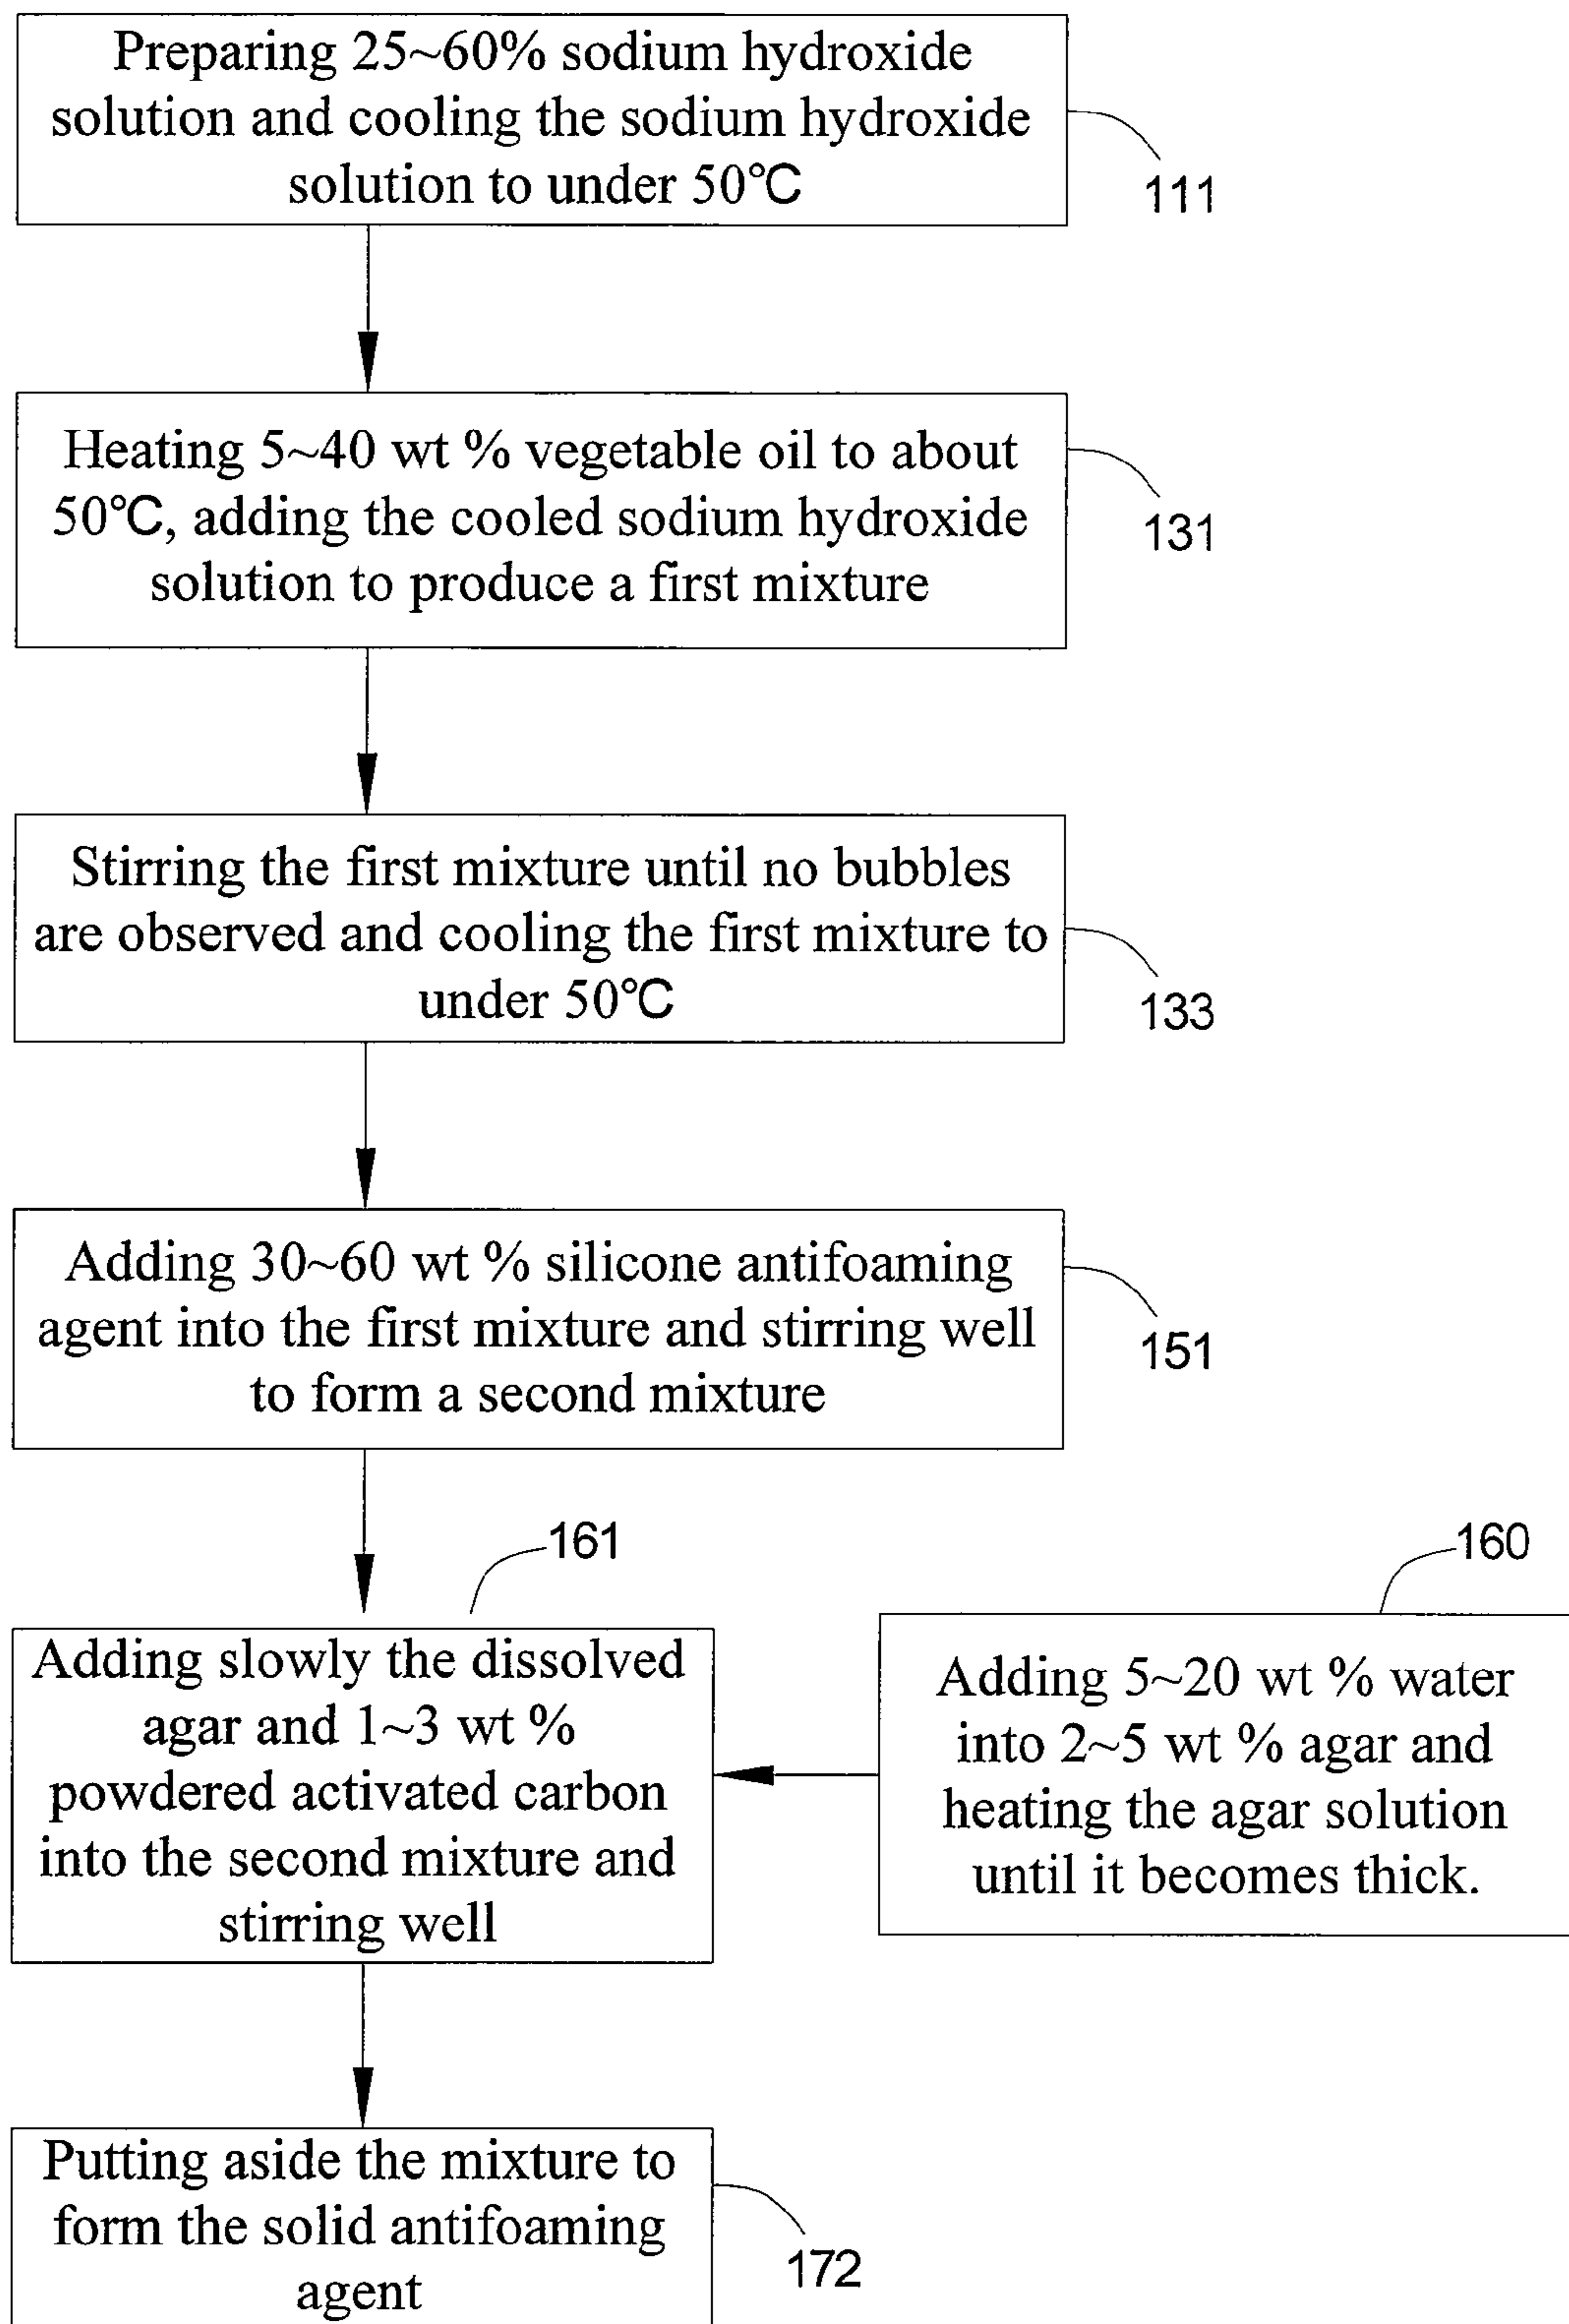 Preparing 25~60% sodium hydroxide
solution and cooling the sodium hydroxide
solution to under 50℃
111
Heating 5~40 wt % vegetable oil to about
50℃, adding the cooled sodium hydroxide
solution to produce a first mixture
131
Stirring the first mixture until no bubbles
are observed and cooling the first mixture to
under 50℃
133
Adding 30~60 wt % silicone antifoaming
agent into the first mixture and stirring well
to form a second mixture
151
161
Adding slowly the dissolved
agar and 1~3 wt %
powdered activated carbon
into the second mixture and
stirring well
160
Adding 5~20 wt % water
into 2~5 wt % agar and
heating the agar solution
until it becomes thick.
Putting aside the mixture to
form the solid antifoaming
agent
172